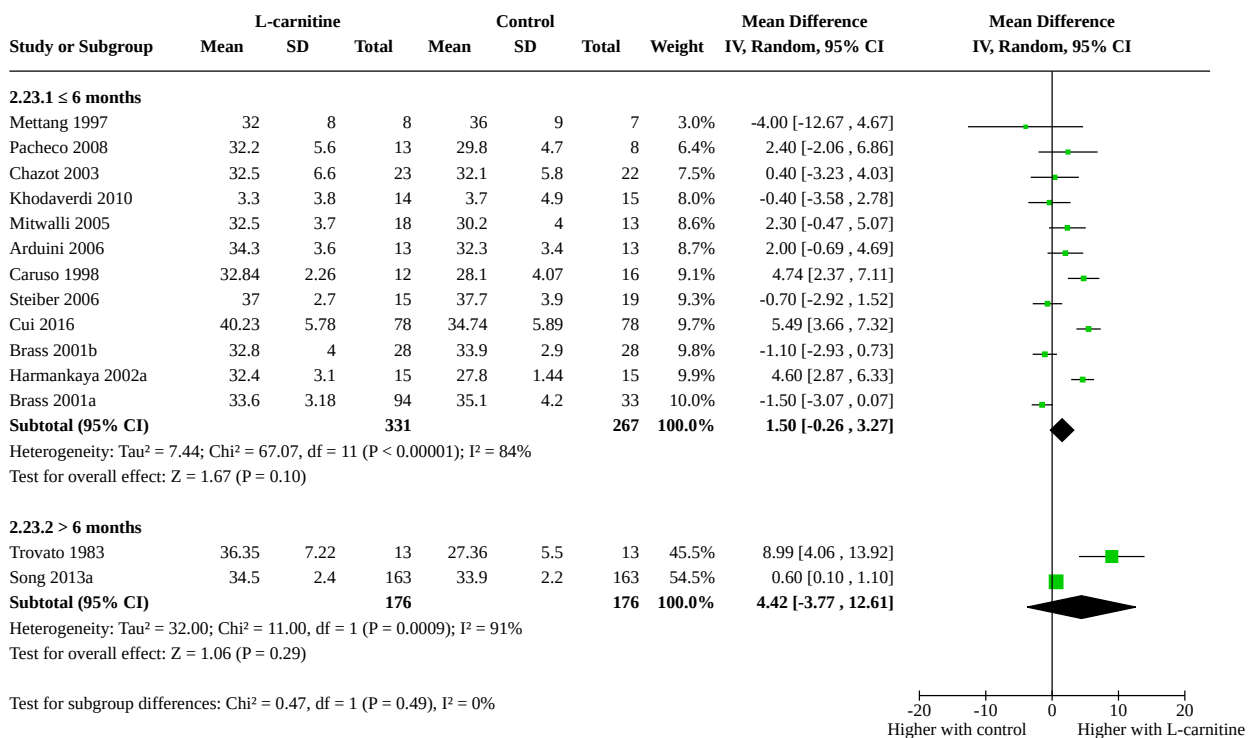 L-carnitine Control Mean Difference Mean Difference
Study or Subgroup Mean SD Total Mean SD Total Weight IV, Random, 95% CI IV, Random, 95% CI
2.23.1 ≤ 6 months
Mettang 1997 32 8 8 36 9 7 3.0% -4.00 [-12.67 , 4.67]
Pacheco 2008 32.2 5.6 13 29.8 4.7 8 6.4% 2.40 [-2.06 , 6.86]
Chazot 2003 32.5 6.6 23 32.1 5.8 22 7.5% 0.40 [-3.23 , 4.03]
Khodaverdi 2010 3.3 3.8 14 3.7 4.9 15 8.0% -0.40 [-3.58 , 2.78]
Mitwalli 2005 32.5 3.7 18 30.2 4 13 8.6% 2.30 [-0.47 , 5.07]
Arduini 2006 34.3 3.6 13 32.3 3.4 13 8.7% 2.00 [-0.69 , 4.69]
Caruso 1998 32.84 2.26 12 28.1 4.07 16 9.1% 4.74 [2.37 , 7.11]
Steiber 2006 37 2.7 15 37.7 3.9 19 9.3% -0.70 [-2.92 , 1.52]
Cui 2016 40.23 5.78 78 34.74 5.89 78 9.7% 5.49 [3.66 , 7.32]
Brass 2001b 32.8 4 28 33.9 2.9 28 9.8% -1.10 [-2.93 , 0.73]
Harmankaya 2002a 32.4 3.1 15 27.8 1.44 15 9.9% 4.60 [2.87 , 6.33]
Brass 2001a 33.6 3.18 94 35.1 4.2 33 10.0% -1.50 [-3.07 , 0.07]
Subtotal (95% CI) 331 267 100.0% 1.50 [-0.26 , 3.27]
Heterogeneity: Tau² = 7.44; Chi² = 67.07, df = 11 (P < 0.00001); I² = 84%
Test for overall effect: Z = 1.67 (P = 0.10)
2.23.2 > 6 months
Trovato 1983 36.35 7.22 13 27.36 5.5 13 45.5% 8.99 [4.06 , 13.92]
Song 2013a 34.5 2.4 163 33.9 2.2 163 54.5% 0.60 [0.10 , 1.10]
Subtotal (95% CI) 176 176 100.0% 4.42 [-3.77 , 12.61]
Heterogeneity: Tau² = 32.00; Chi² = 11.00, df = 1 (P = 0.0009); I² = 91%
Test for overall effect: Z = 1.06 (P = 0.29)
Test for subgroup differences: Chi² = 0.47, df = 1 (P = 0.49), I² = 0%
-20 -10 0 10 20
Higher with control Higher with L-carnitine